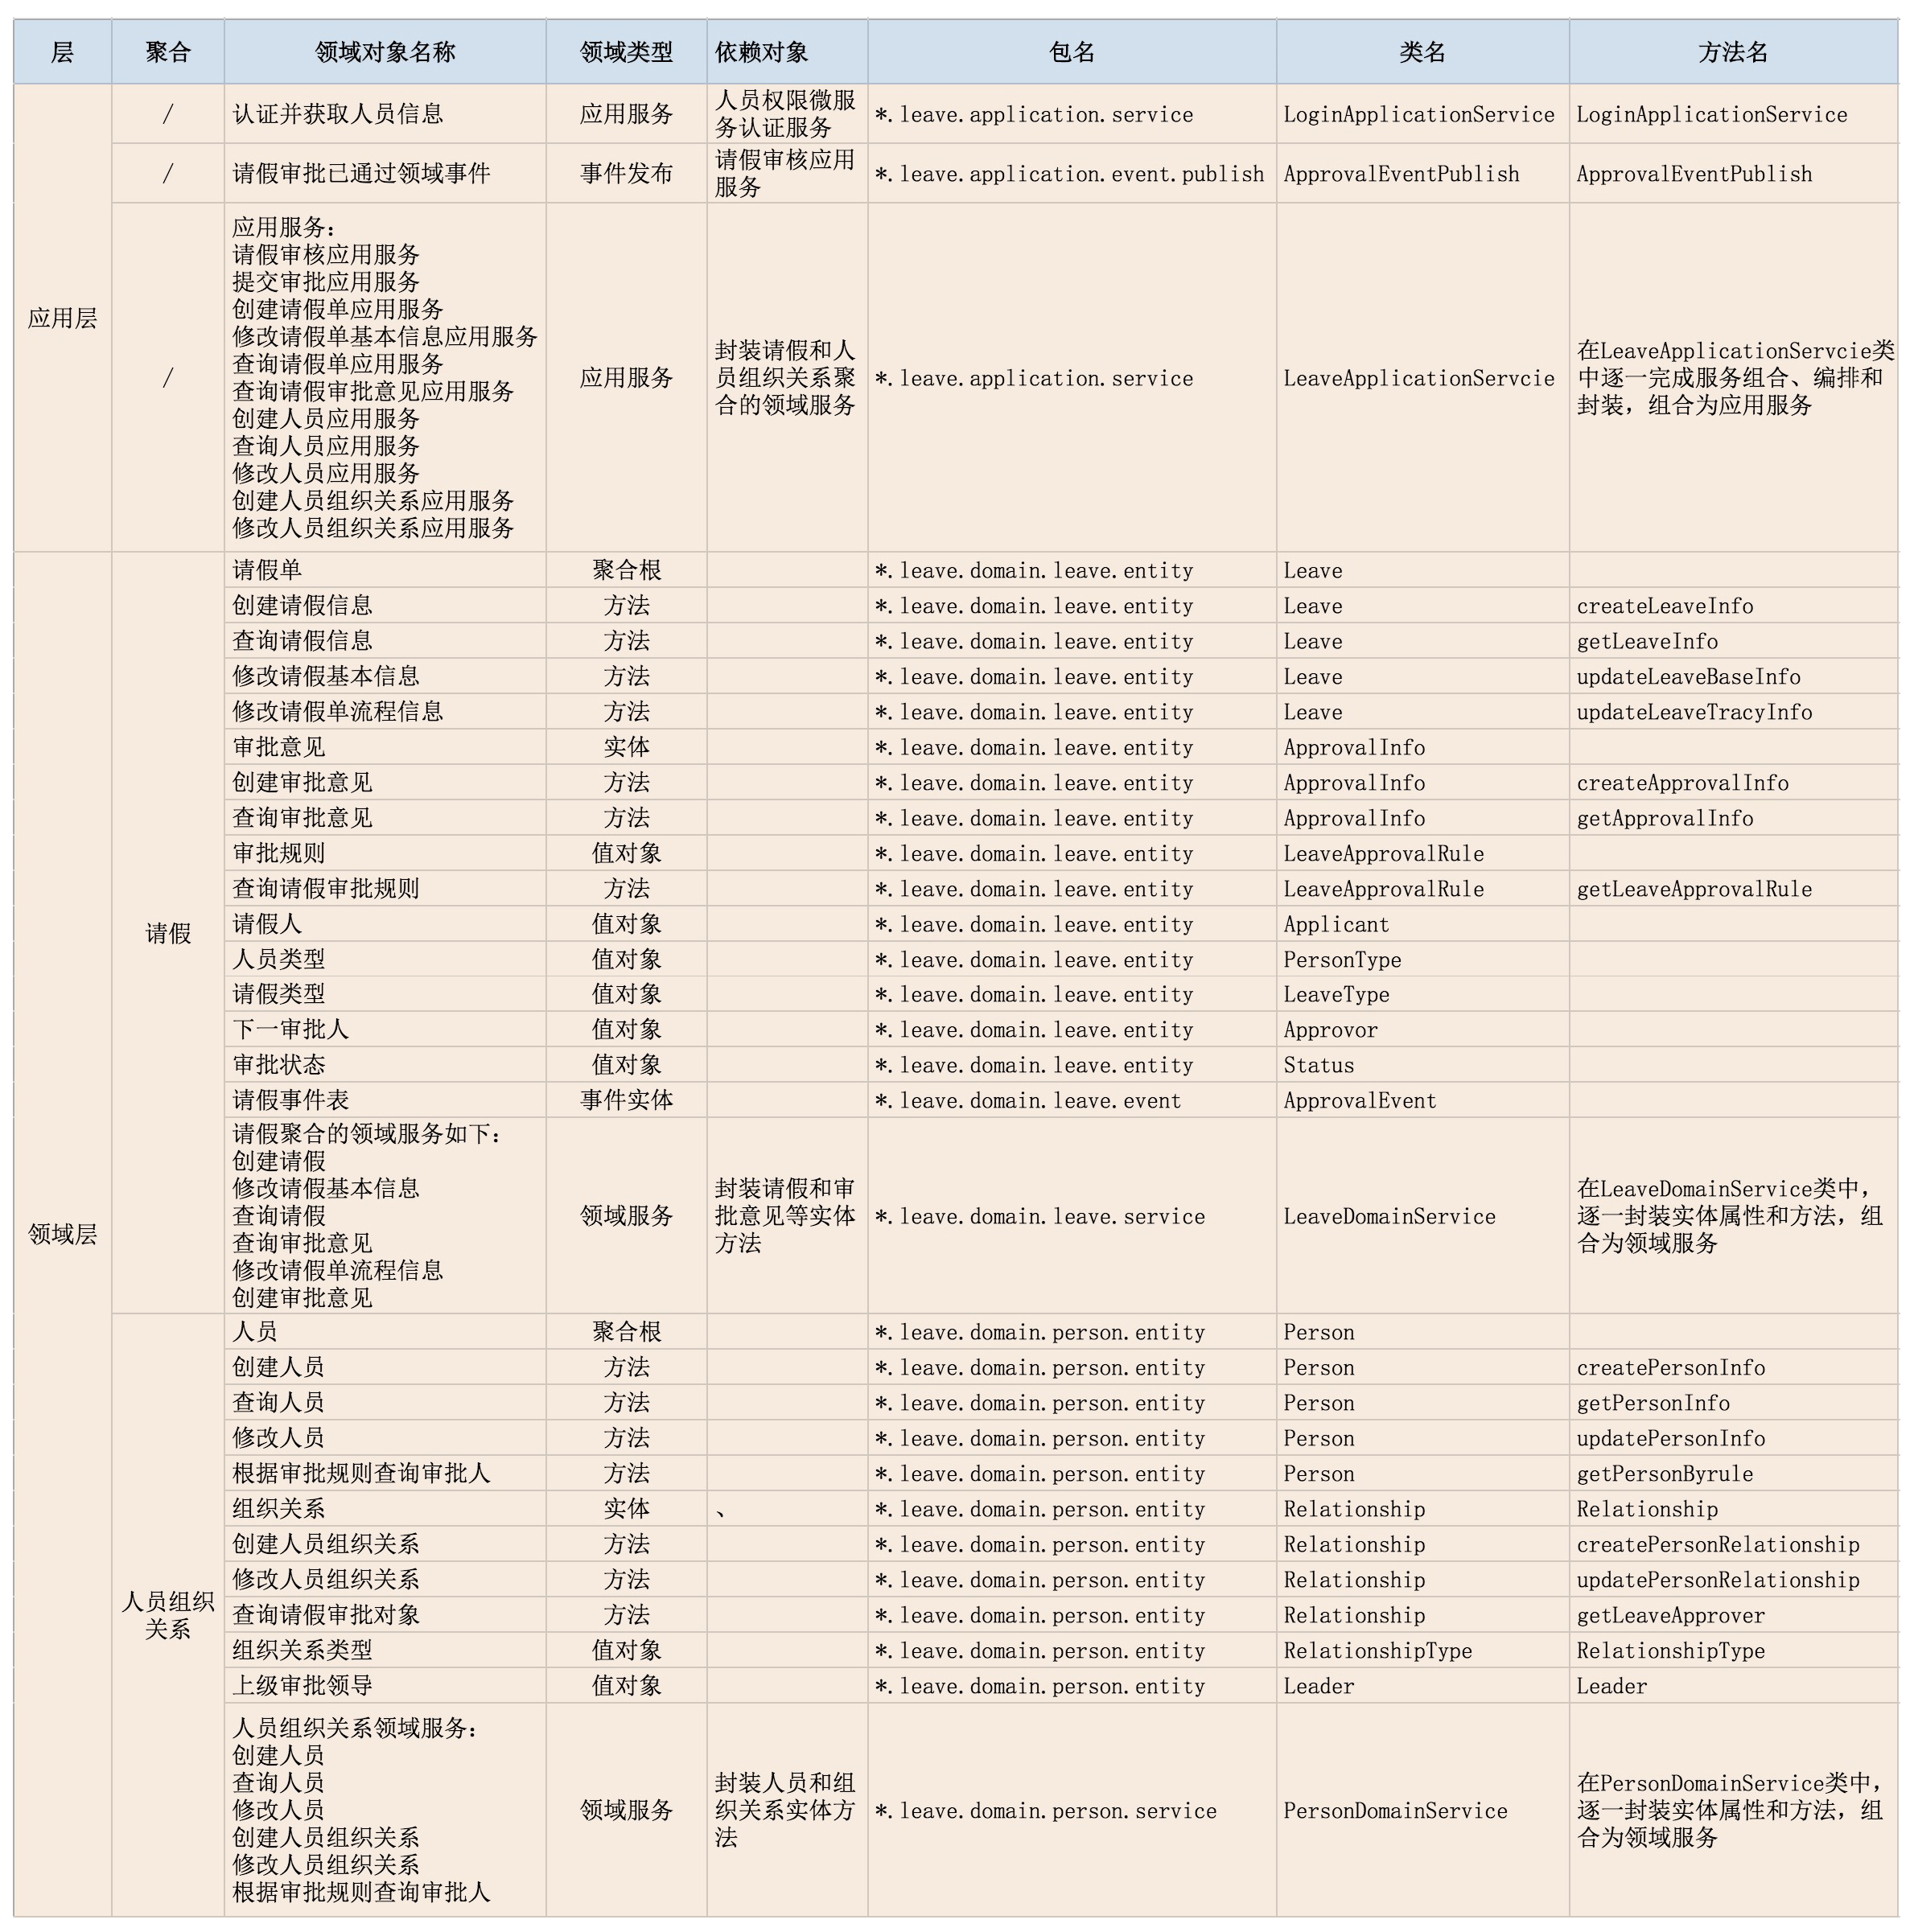 层 聚合 领域对象名称 领域类型 依赖对象 包名 类名 方法名
应用层
/ 认证并获取人员信息 应用服务 人员权限微服
务认证服务 *.leave.application.service LoginApplicationService LoginApplicationService
/ 请假审批已通过领域事件 事件发布 请假审核应用
服务 *.leave.application.event.publish ApprovalEventPublish ApprovalEventPublish
/
应用服务：
请假审核应用服务
提交审批应用服务
创建请假单应用服务
修改请假单基本信息应用服务
查询请假单应用服务
查询请假审批意见应用服务
创建人员应用服务
查询人员应用服务
修改人员应用服务
创建人员组织关系应用服务
修改人员组织关系应用服务
应用服务
封装请假和人
员组织关系聚
合的领域服务
*.leave.application.service
LeaveApplicationServcie
在LeaveApplicationServcie类
中逐一完成服务组合、编排和
封装，组合为应用服务
领域层
请假
请假单 聚合根 *.leave.domain.leave.entity Leave
创建请假信息 方法 *.leave.domain.leave.entity Leave createLeaveInfo
查询请假信息 方法 *.leave.domain.leave.entity Leave getLeaveInfo
修改请假基本信息 方法 *.leave.domain.leave.entity Leave updateLeaveBaseInfo
修改请假单流程信息 方法 *.leave.domain.leave.entity Leave updateLeaveTracyInfo
审批意见 实体 *.leave.domain.leave.entity ApprovalInfo
创建审批意见 方法 *.leave.domain.leave.entity ApprovalInfo createApprovalInfo
查询审批意见 方法 *.leave.domain.leave.entity ApprovalInfo getApprovalInfo
审批规则 值对象 *.leave.domain.leave.entity LeaveApprovalRule
查询请假审批规则 方法 *.leave.domain.leave.entity LeaveApprovalRule getLeaveApprovalRule
请假人 值对象 *.leave.domain.leave.entity Applicant
人员类型 值对象 *.leave.domain.leave.entity PersonType
请假类型 值对象 *.leave.domain.leave.entity LeaveType
下一审批人 值对象 *.leave.domain.leave.entity Approvor
审批状态 值对象 *.leave.domain.leave.entity Status
请假事件表 事件实体 *.leave.domain.leave.event ApprovalEvent
请假聚合的领域服务如下：
创建请假
修改请假基本信息
查询请假
查询审批意见
修改请假单流程信息
创建审批意见
领域服务
封装请假和审
批意见等实体
方法
*.leave.domain.leave.service
LeaveDomainService
在LeaveDomainService类中，
逐一封装实体属性和方法，组
合为领域服务
人员组织
关系
人员 聚合根 *.leave.domain.person.entity Person
创建人员 方法 *.leave.domain.person.entity Person createPersonInfo
查询人员 方法 *.leave.domain.person.entity Person getPersonInfo
修改人员 方法 *.leave.domain.person.entity Person updatePersonInfo
根据审批规则查询审批人 方法 *.leave.domain.person.entity Person getPersonByrule
组织关系 实体 、 *.leave.domain.person.entity Relationship Relationship
创建人员组织关系 方法 *.leave.domain.person.entity Relationship createPersonRelationship
修改人员组织关系 方法 *.leave.domain.person.entity Relationship updatePersonRelationship
查询请假审批对象 方法 *.leave.domain.person.entity Relationship getLeaveApprover
组织关系类型 值对象 *.leave.domain.person.entity RelationshipType RelationshipType
上级审批领导 值对象 *.leave.domain.person.entity Leader Leader
人员组织关系领域服务：
创建人员
查询人员
修改人员
创建人员组织关系
修改人员组织关系
根据审批规则查询审批人
领域服务
封装人员和组
织关系实体方
法
*.leave.domain.person.service
PersonDomainService
在PersonDomainService类中，
逐一封装实体属性和方法，组
合为领域服务